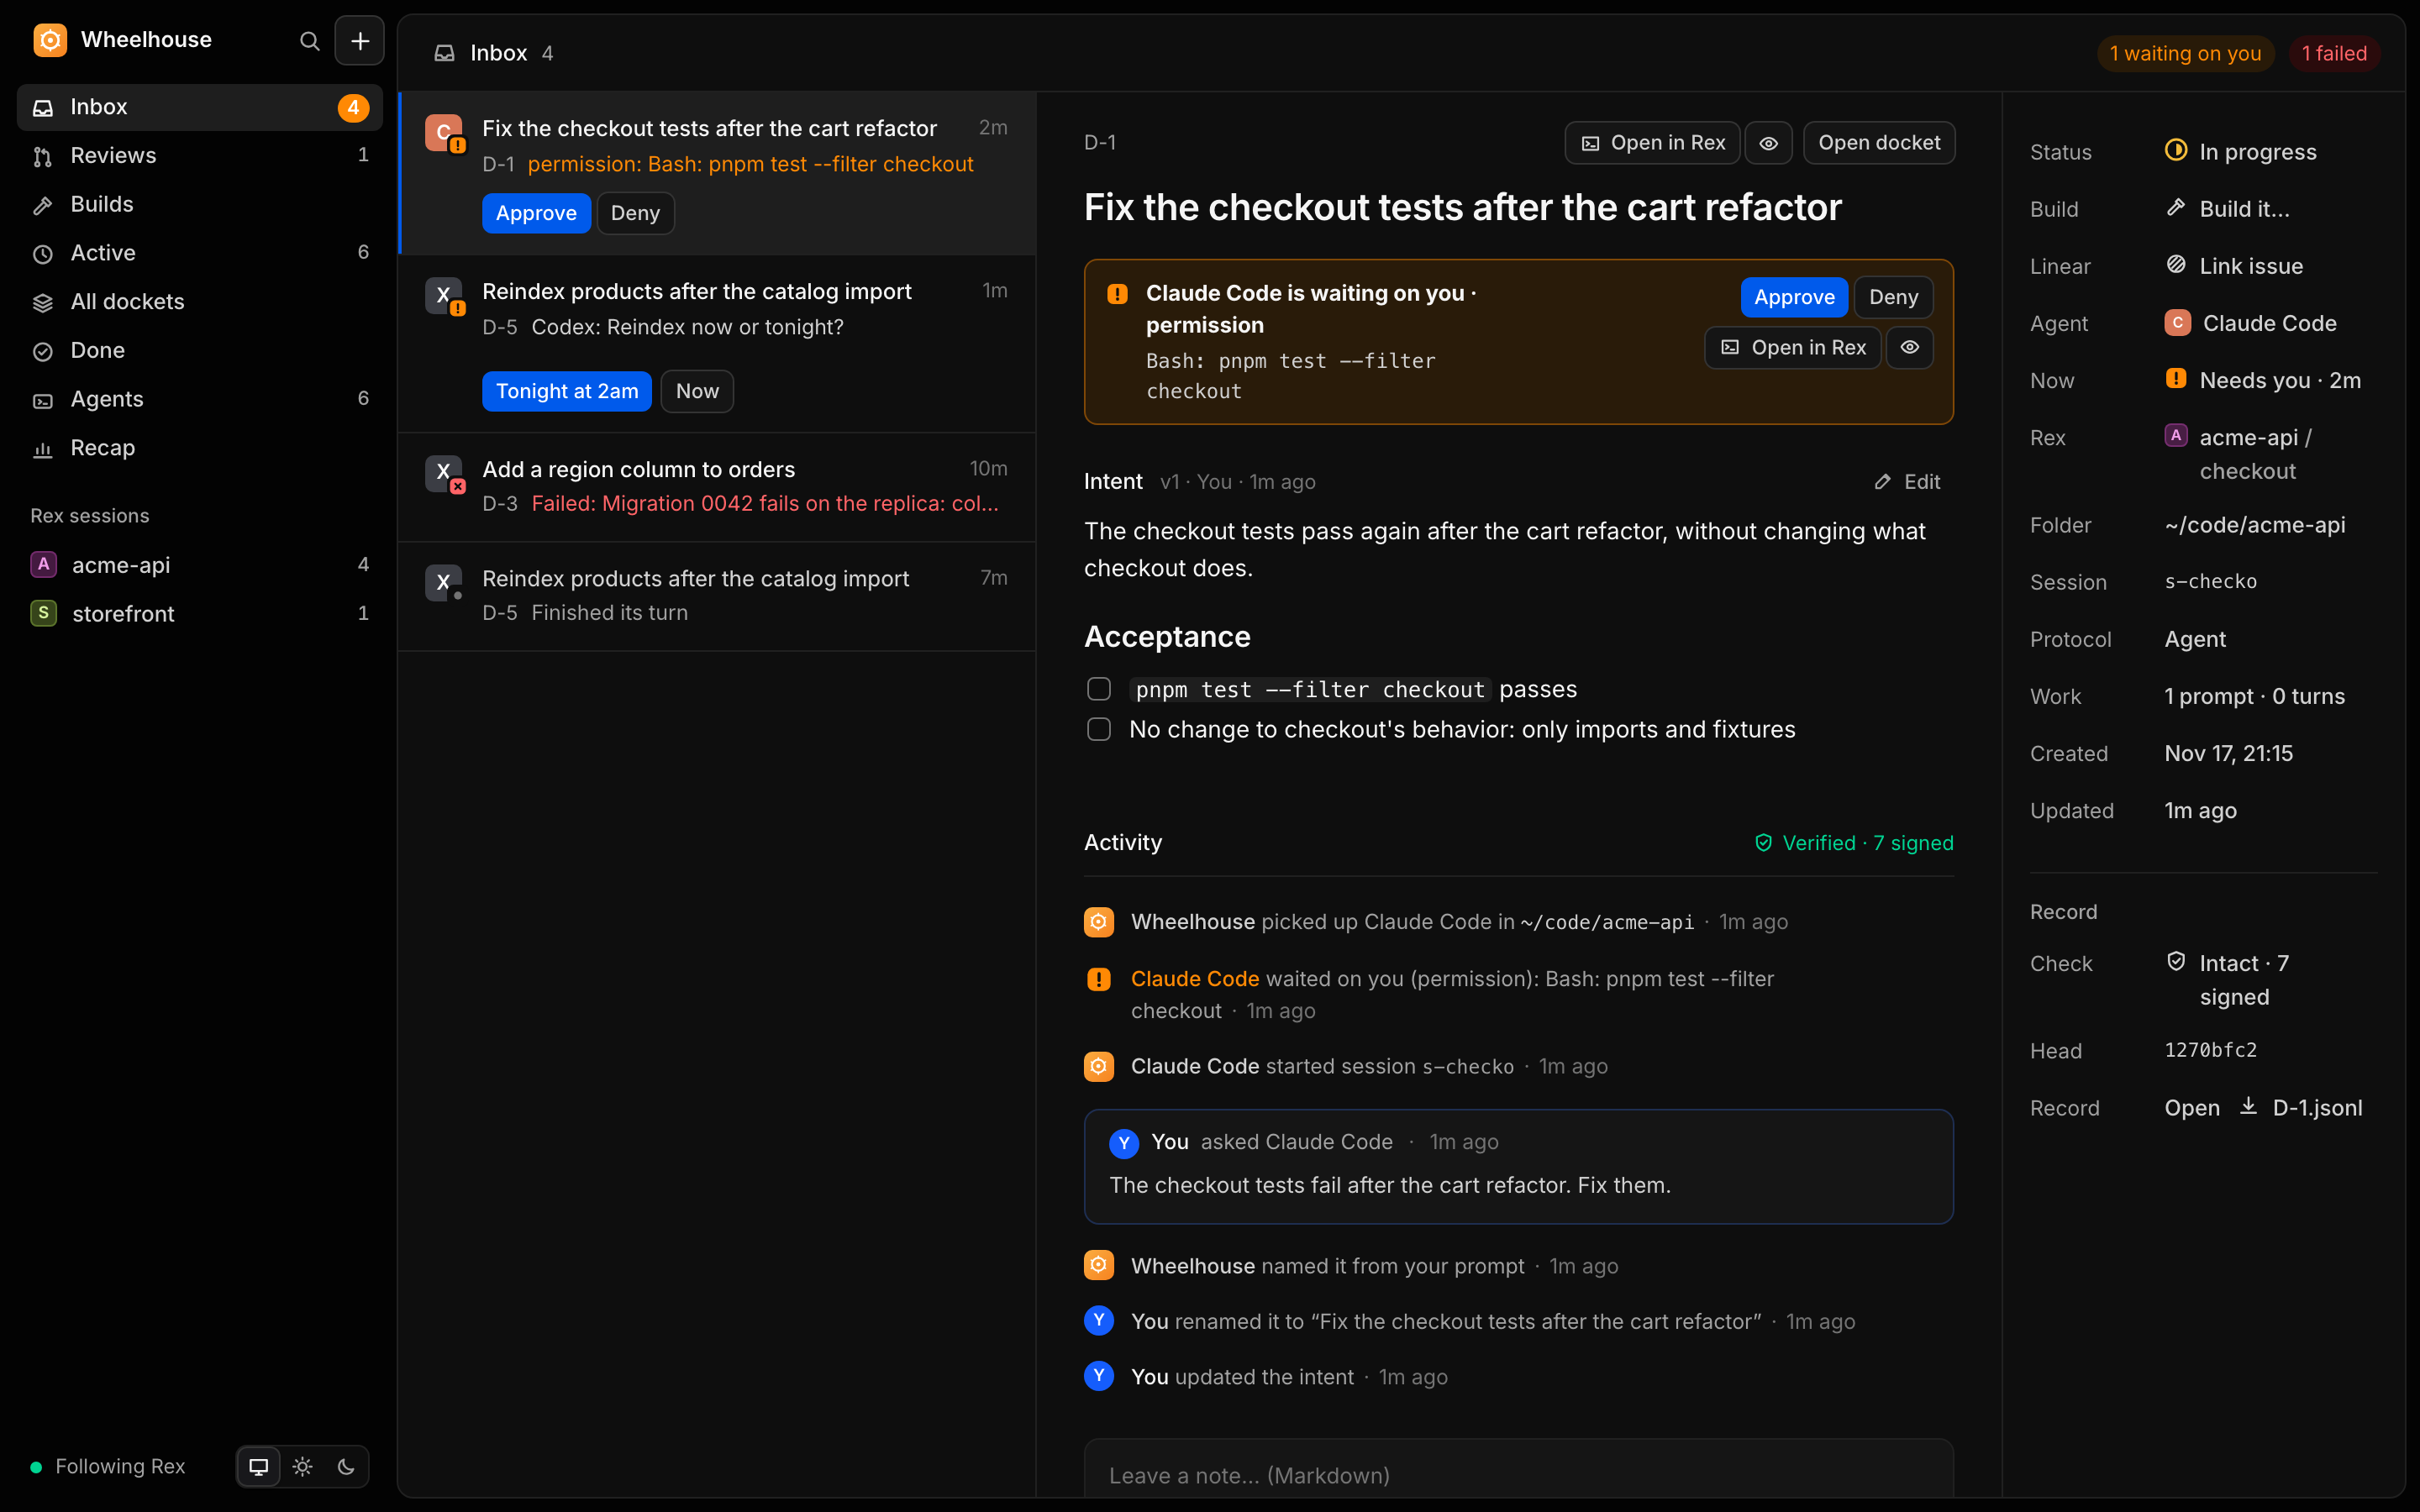 Wheelhouse
Inbox 4
Reviews 1
Builds
Active 6
All dockets
Done
Agents 6
Recap
Rex sessions
A acme-api 4
S storefront 1
Following Rex
Inbox 4
1 waiting on you
1 failed
C Fix the checkout tests after the cart refactor 2m
D-1 permission: Bash: pnpm test --filter checkout
Approve Deny
X Reindex products after the catalog import 1m
D-5 Codex: Reindex now or tonight?
Tonight at 2am Now
X Add a region column to orders 10m
D-3 Failed: Migration 0042 fails on the replica: col...
X Reindex products after the catalog import 7m
D-5 Finished its turn
D-1
Open in Rex
Open docket
Fix the checkout tests after the cart refactor
Claude Code is waiting on you ·
permission
Bash: pnpm test --filter
checkout
Approve Deny
Open in Rex
Intent v1 · You · 1m ago
Edit
The checkout tests pass again after the cart refactor, without changing what
checkout does.
Acceptance
pnpm test --filter checkout passes
No change to checkout's behavior: only imports and fixtures
Activity
Verified · 7 signed
Wheelhouse picked up Claude Code in ~/code/acme-api · 1m ago
Claude Code waited on you (permission): Bash: pnpm test --filter
checkout · 1m ago
Claude Code started session s-checko · 1m ago
Y You asked Claude Code · 1m ago
The checkout tests fail after the cart refactor. Fix them.
Wheelhouse named it from your prompt · 1m ago
Y You renamed it to “Fix the checkout tests after the cart refactor” · 1m ago
Y You updated the intent · 1m ago
Leave a note... (Markdown)
Status In progress
Build Build it...
Linear Link issue
Agent C Claude Code
Now Needs you · 2m
Rex A acme-api /
checkout
Folder ~/code/acme-api
Session s-checko
Protocol Agent
Work 1 prompt · 0 turns
Created Nov 17, 21:15
Updated 1m ago
Record
Check Intact · 7
signed
Head 1270bfc2
Record Open D-1.jsonl